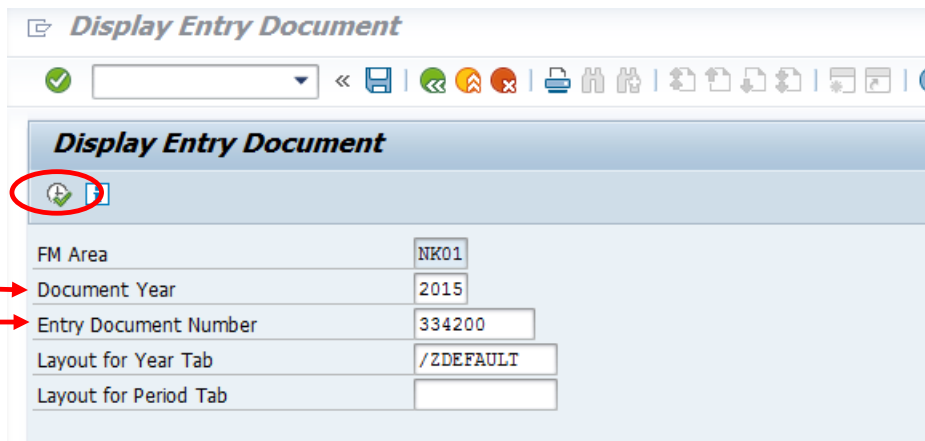 Display Entry Document
Display Entry Document
FM Area NK01
Document Year 2015
Entry Document Number 334200
Layout for Year Tab /ZDEFAULT
Layout for Period Tab